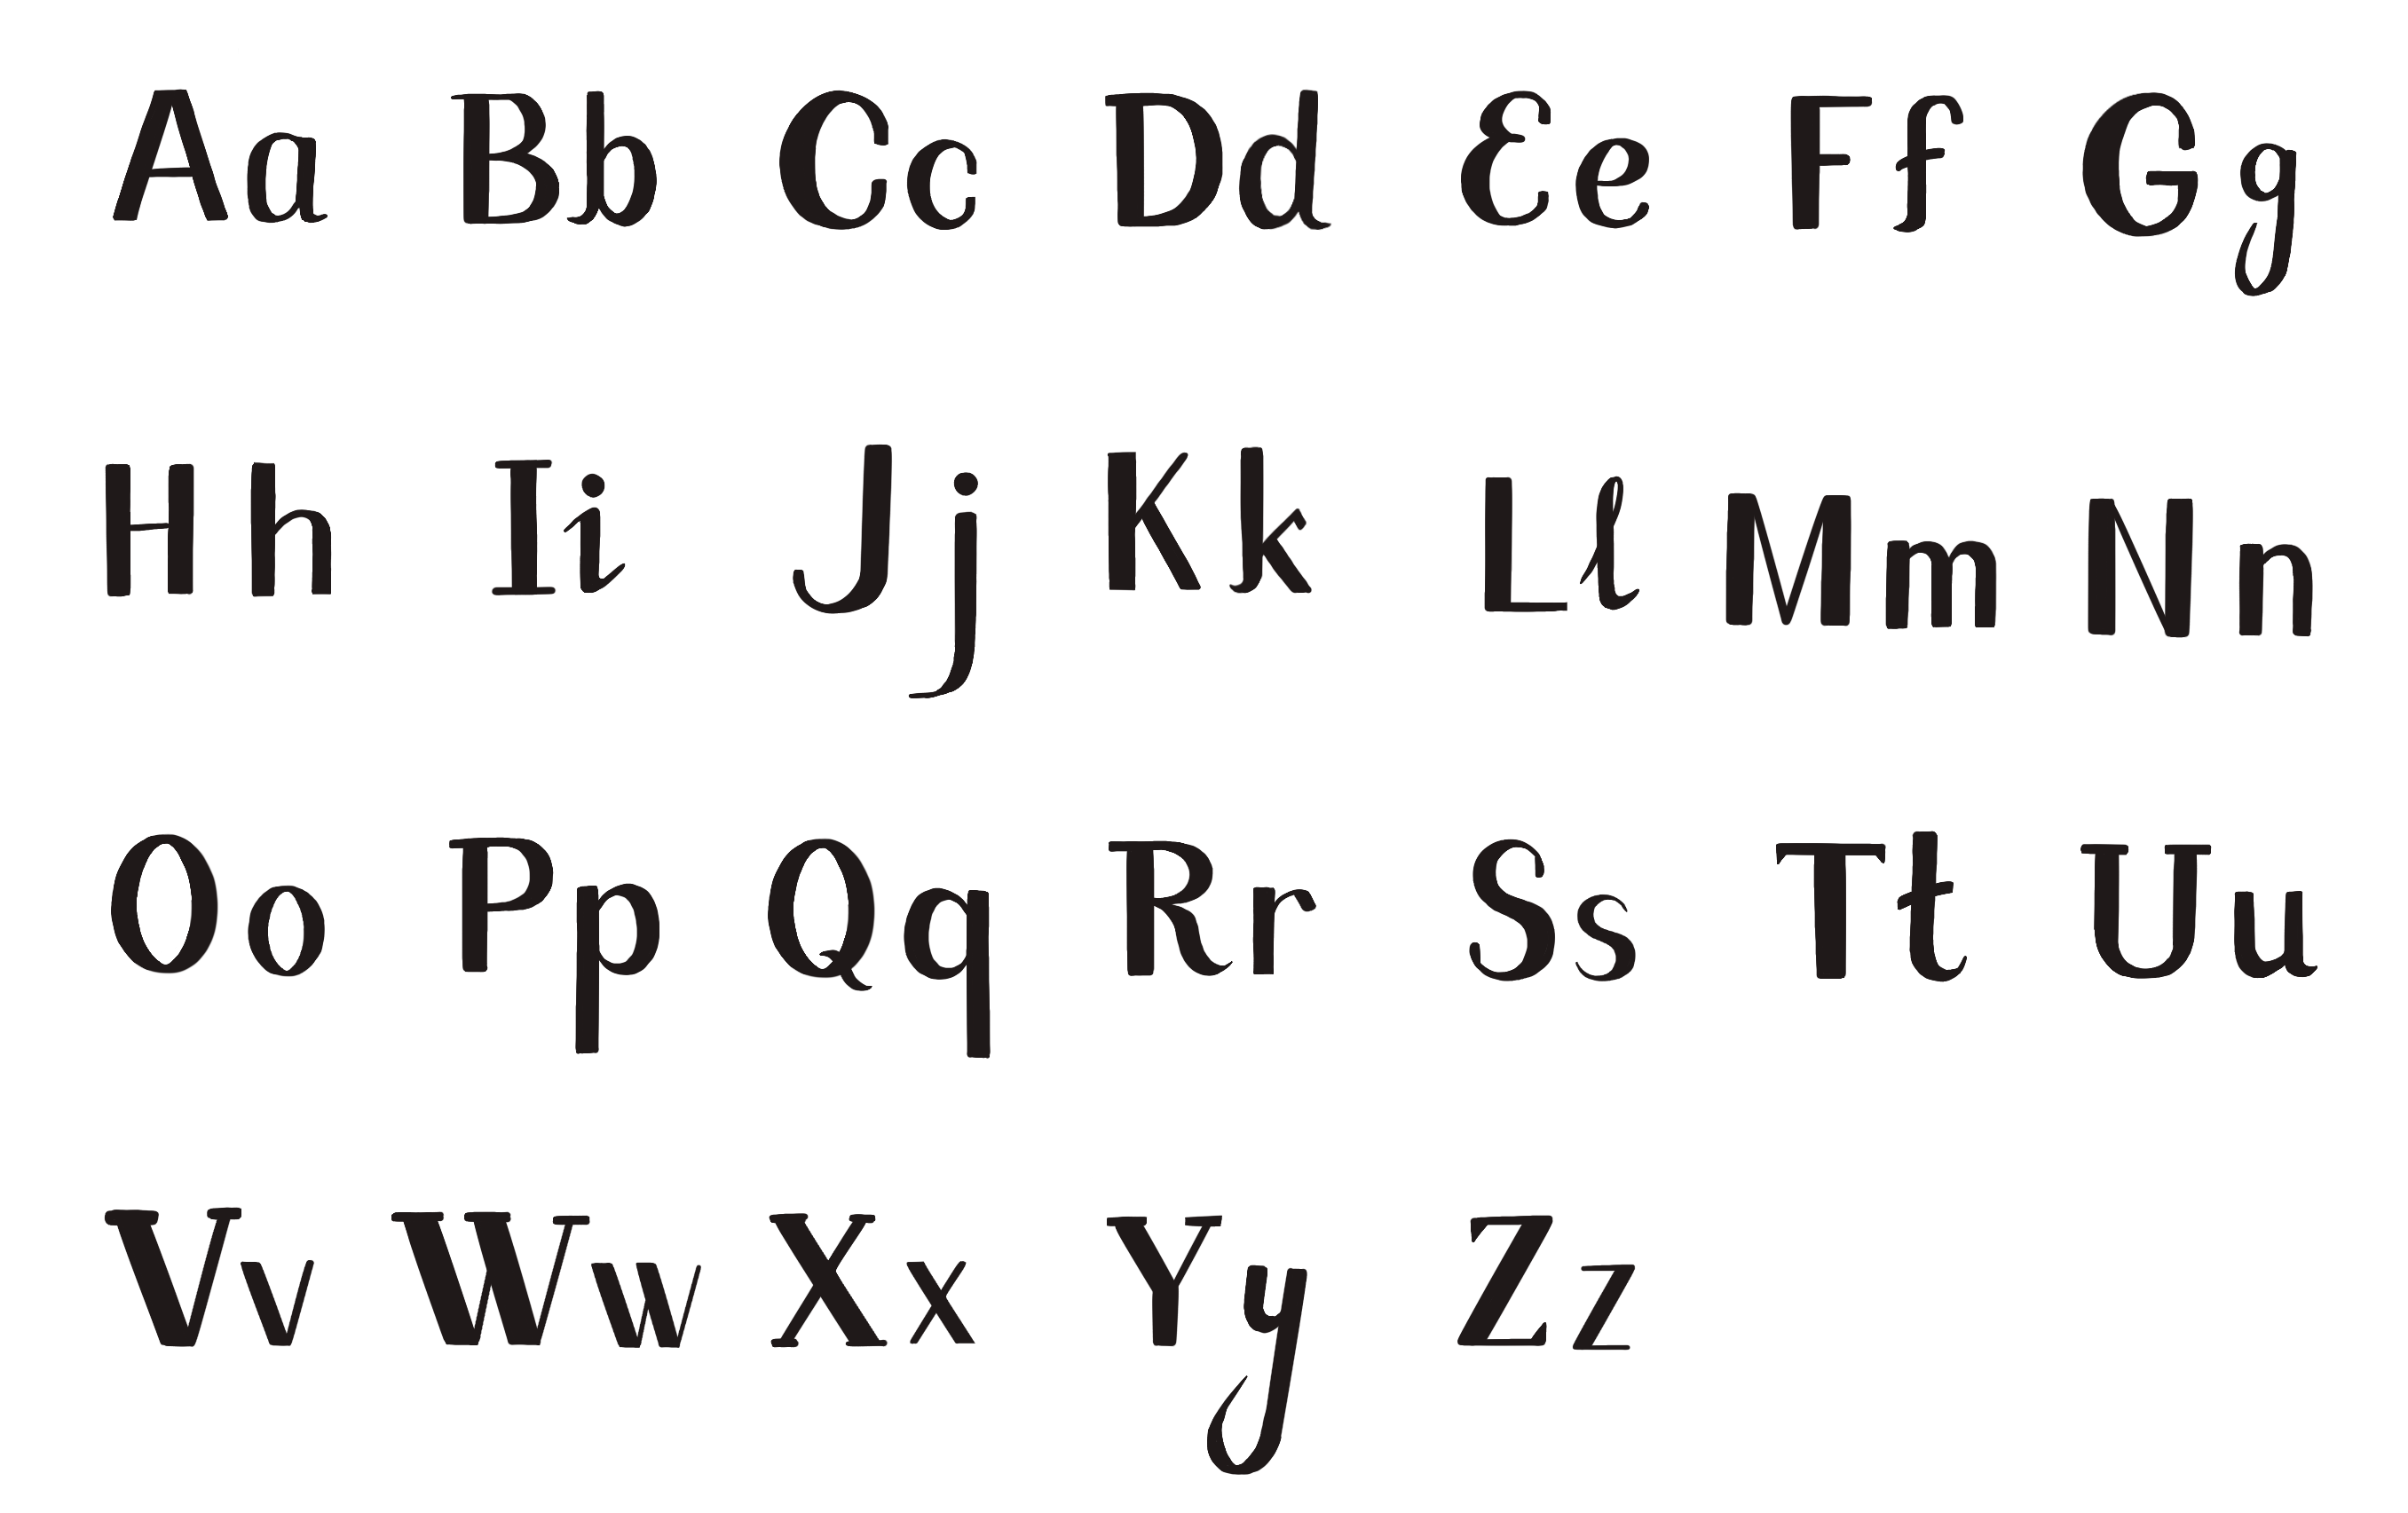 Aa Bb Cc Dd Ee Ff Gg
Hh Ii Jj Kk Ll Mm Nn
Oo Pp Qq Rr Ss Tt Uu
Vv Ww Xx Yy Zz